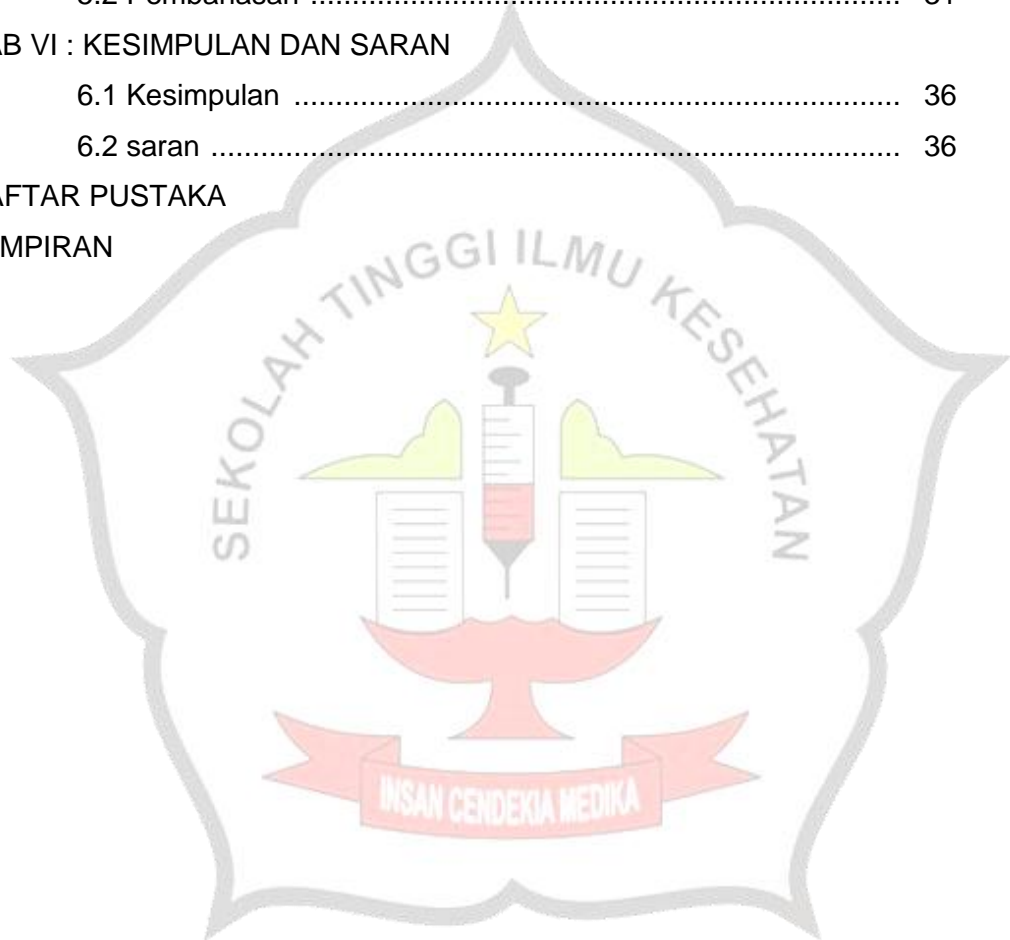 AB VI : KESIMPULAN DAN SARAN
6.1 Kesimpulan ........................................................................ 36
6.2 saran .................................................................................. 36
AFTAR PUSTAKA
MPIRAN
SEKOLAH TINGGI ILMU KESEHATAN
INSAN CENDEKIA MEDIKA